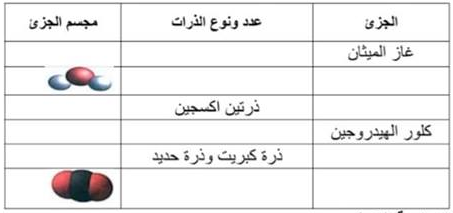 الجزئ عدد ونوع الذرات مجسم الجزئ
غاز الميثان
ذرتين اكسجين
كلور الهيدروجين
ذرة كبريت وذرة حديد